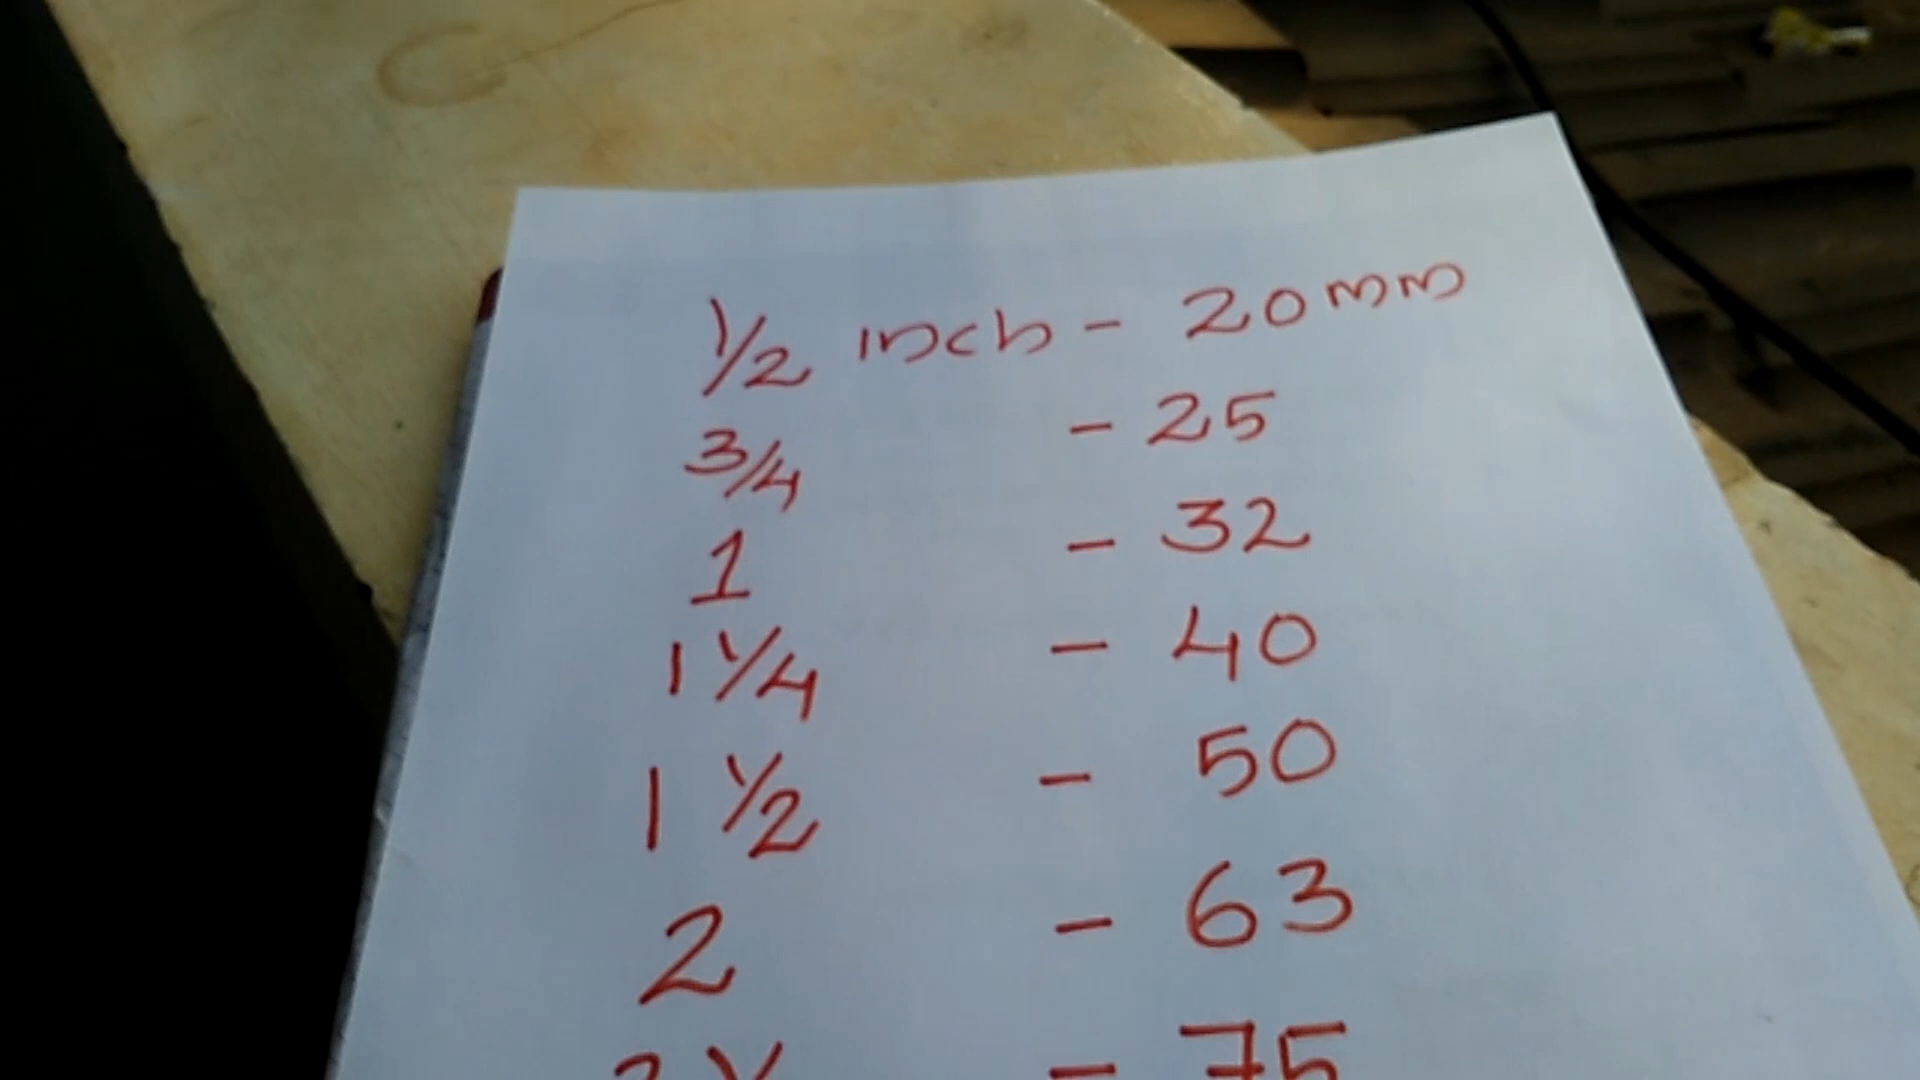 1/2 inch - 20mm
3/4 - 25
1 - 32
1 1/4 - 40
1 1/2 - 50
2 - 63
- 75